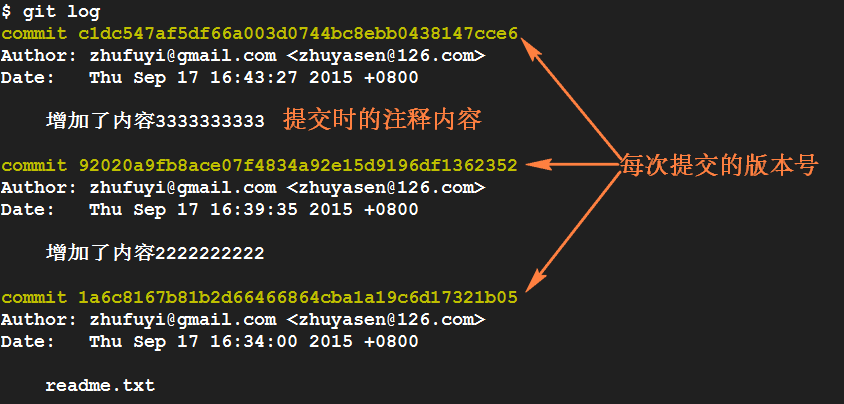 $ git log
commit c1dc547af5df66a003d0744bc8ebb0438147cce6
Author: zhufuyi@gmail.com <zhuyasen@126.com>
Date:   Thu Sep 17 16:43:27 2015 +0800
增加了内容3333333333 提交时的注释内容
commit 92020a9fb8ace07f4834a92e15d9196df1362352
每次提交的版本号
Author: zhufuyi@gmail.com <zhuyasen@126.com>
Date:   Thu Sep 17 16:39:35 2015 +0800
增加了内容2222222222
commit 1a6c8167b81b2d66466864cba1a19c6d17321b05
Author: zhufuyi@gmail.com <zhuyasen@126.com>
Date:   Thu Sep 17 16:34:00 2015 +0800
readme.txt